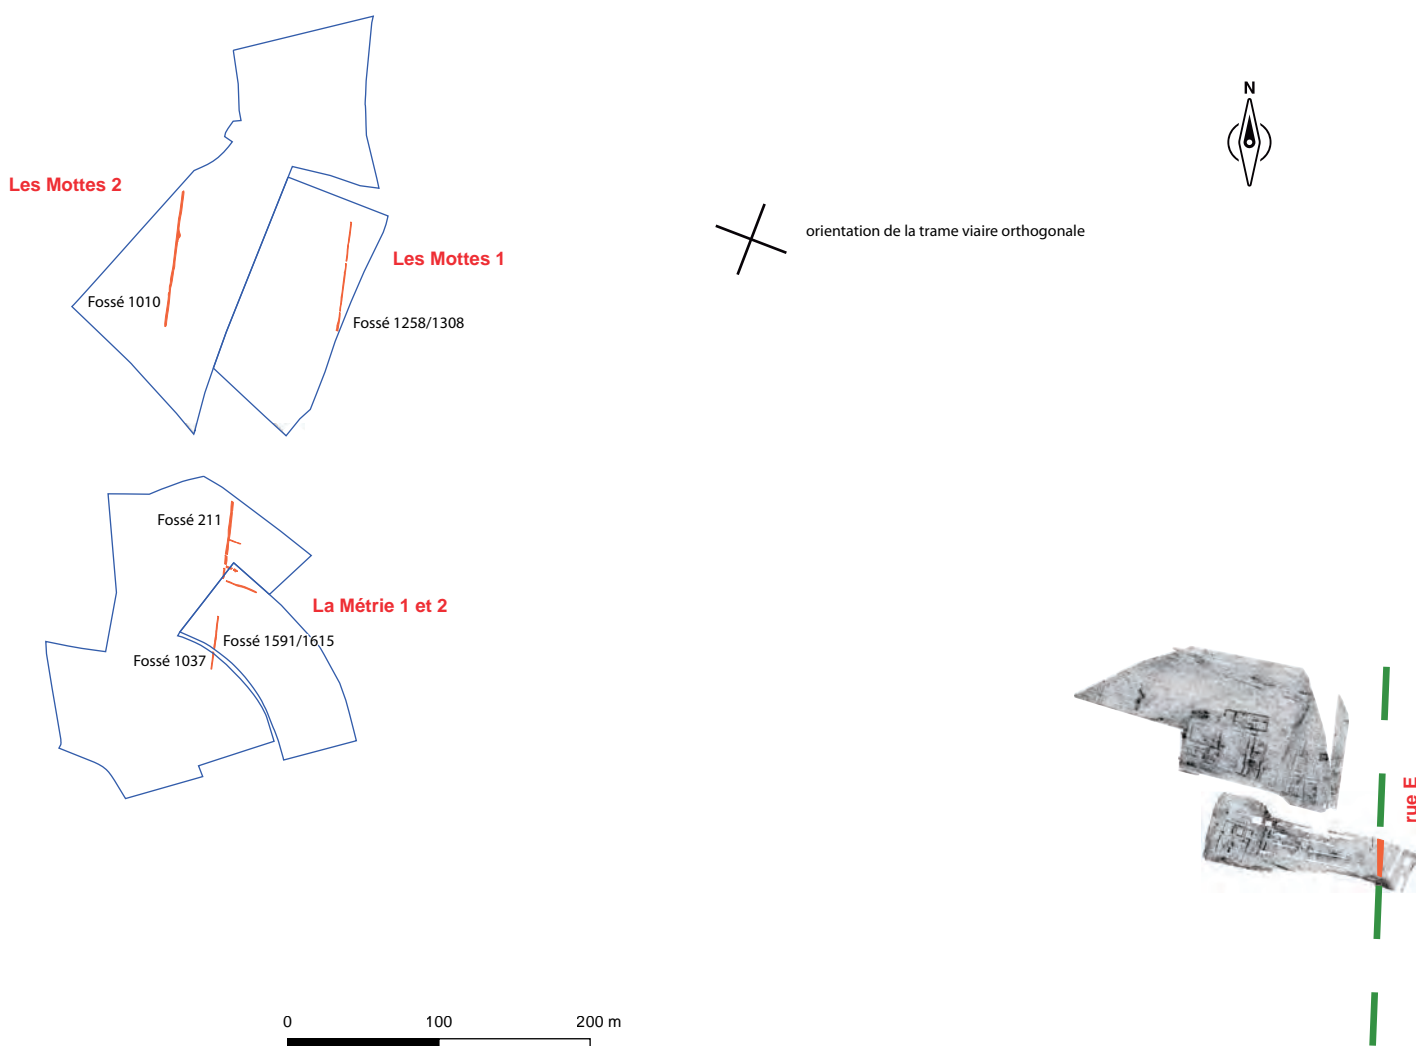 N
Les Mottes 2
orientation de la trame viaire orthogonale
Les Mottes 1
Fossé 1010
Fossé 1258/1308
Fossé 211
La Métrie 1 et 2
Fossé 1591/1615
Fossé 1037
rue E
0 100 200 m